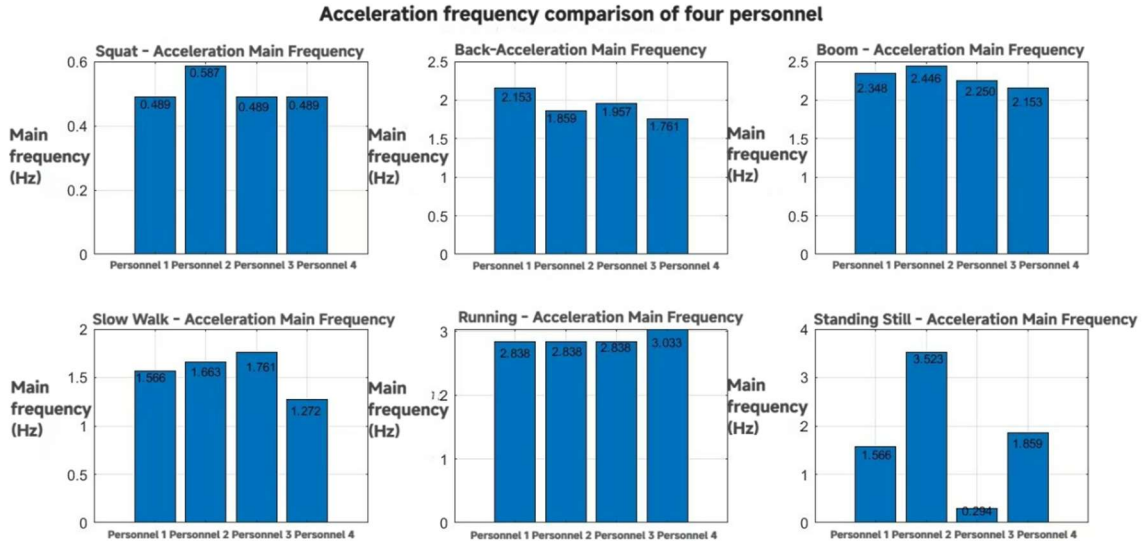 Acceleration frequency comparison of four personnel
Squat - Acceleration Main Frequency
Main
frequency
(Hz)
0.6
0.4
0.2
0
0.489
0.587
0.489
0.489
Personnel 1 Personnel 2 Personnel 3 Personnel 4
Back-Acceleration Main Frequency
Main
frequency
(Hz)
2.5
2
1.5
1
0.5
0
2.153
1.859
1.957
1.761
Personnel 1 Personnel 2 Personnel 3 Personnel 4
Boom - Acceleration Main Frequency
Main
frequency
(Hz)
2.5
2
1.5
1
0.5
0
2.348
2.446
2.250
2.153
Personnel 1 Personnel 2 Personnel 3 Personnel 4
Slow Walk - Acceleration Main Frequency
Main
frequency
(Hz)
2
1.5
1
0.5
0
1.566
1.663
1.761
1.272
Personnel 1 Personnel 2 Personnel 3 Personnel 4
Running - Acceleration Main Frequency
Main
frequency
(Hz)
3
2
1
0
2.838
2.838
2.838
3.033
Personnel 1 Personnel 2 Personnel 3 Personnel 4
Standing Still - Acceleration Main Frequency
Main
frequency
(Hz)
4
3
2
1
0
1.566
3.523
0.294
1.859
Personnel 1 Personnel 2 Personnel 3 Personnel 4